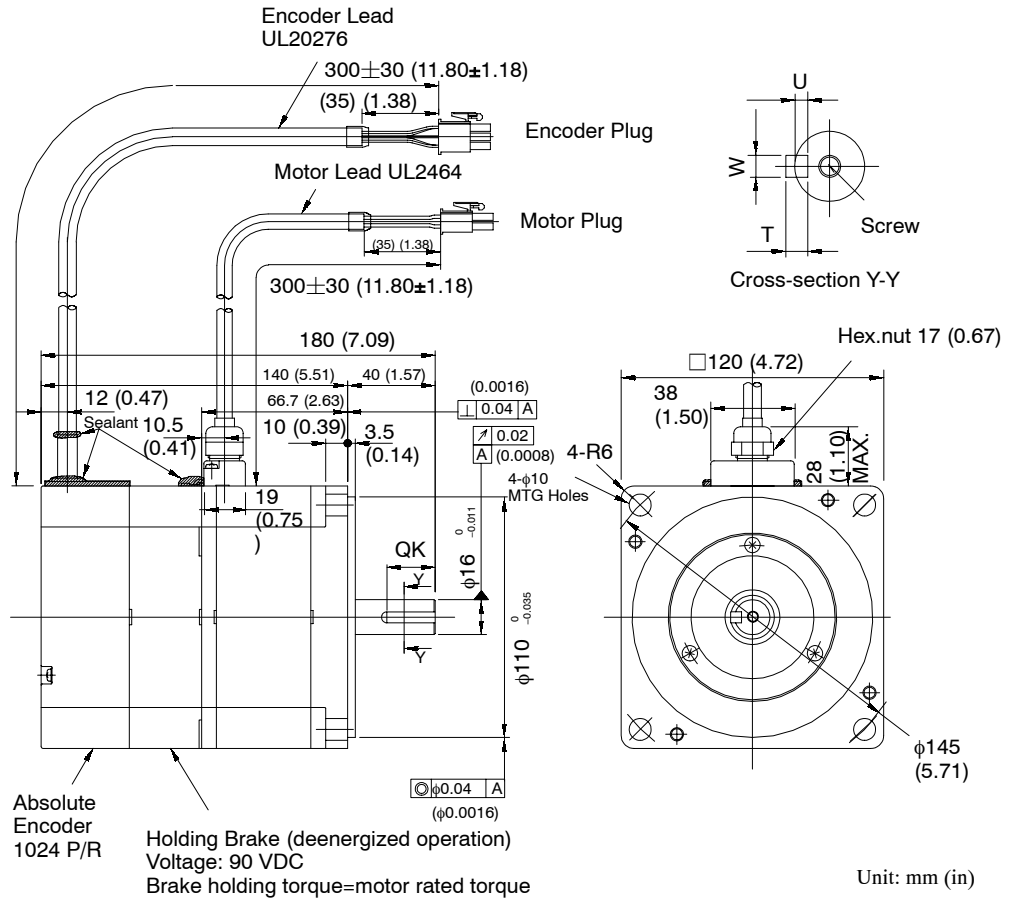 Encoder Lead
UL20276
300±30 (11.80±1.18)
(35) (1.38)
Encoder Plug
Motor Lead UL2464
Motor Plug
(35) (1.38)
300±30 (11.80±1.18)
U
W
T
Screw
Cross-section Y-Y
180 (7.09)
140 (5.51)
40 (1.57)
12 (0.47)
66.7 (2.63)
Sealant
10.5
(0.41)
10 (0.39)
3.5
(0.14)
(0.0016)
⊥ 0.04 A
↗ 0.02
A (0.0008)
19
(0.75
)
QK
Y
Y
ϕ16 0 −0.011
ϕ110 0 −0.035
◎ ϕ0.04 A
(ϕ0.0016)
Hex.nut 17 (0.67)
□120 (4.72)
38
(1.50)
4-R6
4-ϕ10
MTG Holes
28
(1.10)
MAX.
ϕ145
(5.71)
Absolute
Encoder
1024 P/R
Holding Brake (deenergized operation)
Voltage: 90 VDC
Brake holding torque=motor rated torque
Unit: mm (in)